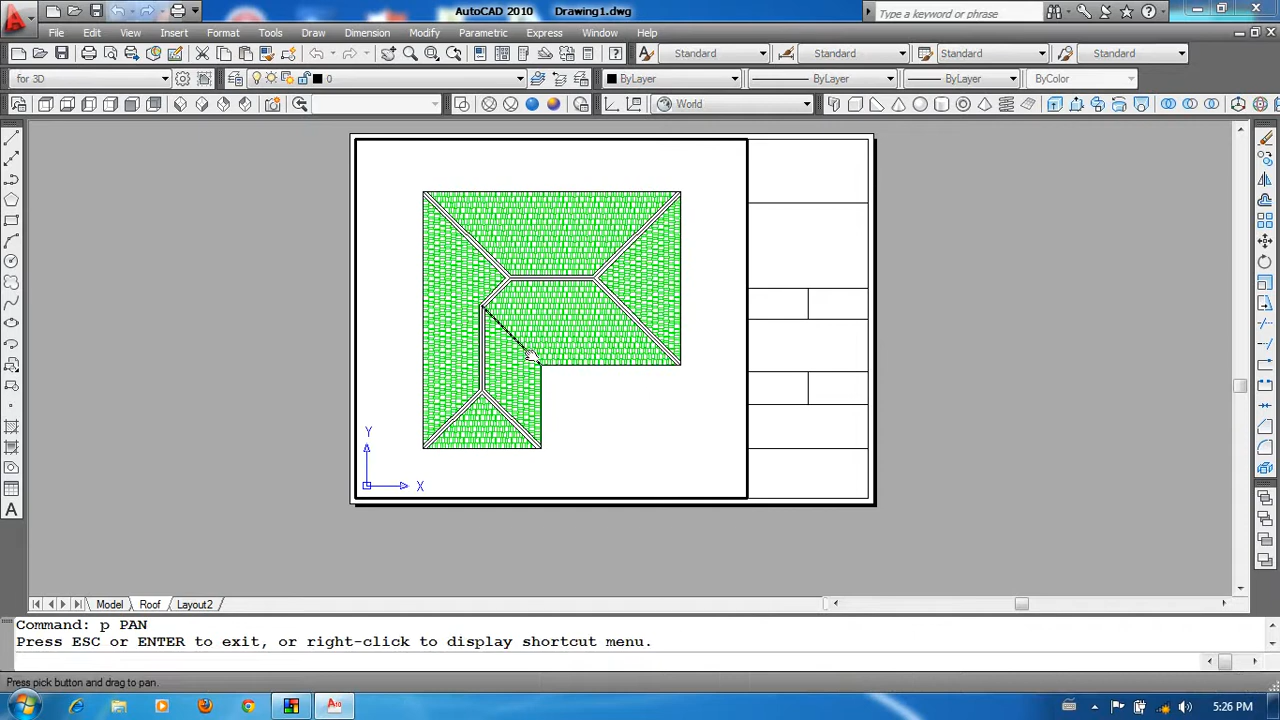 AutoCAD 2010 Drawing1.dwg
Type a keyword or phrase
File Edit View Insert Format Tools Draw Dimension Modify Parametric Express Window Help
Standard Standard Standard Standard
for 3D 0 ByLayer ByLayer ByLayer ByColor
World
Y
X
A
Model Roof Layout2
Command: p PAN
Press ESC or ENTER to exit, or right-click to display shortcut menu.
Press pick button and drag to pan.
5:26 PM